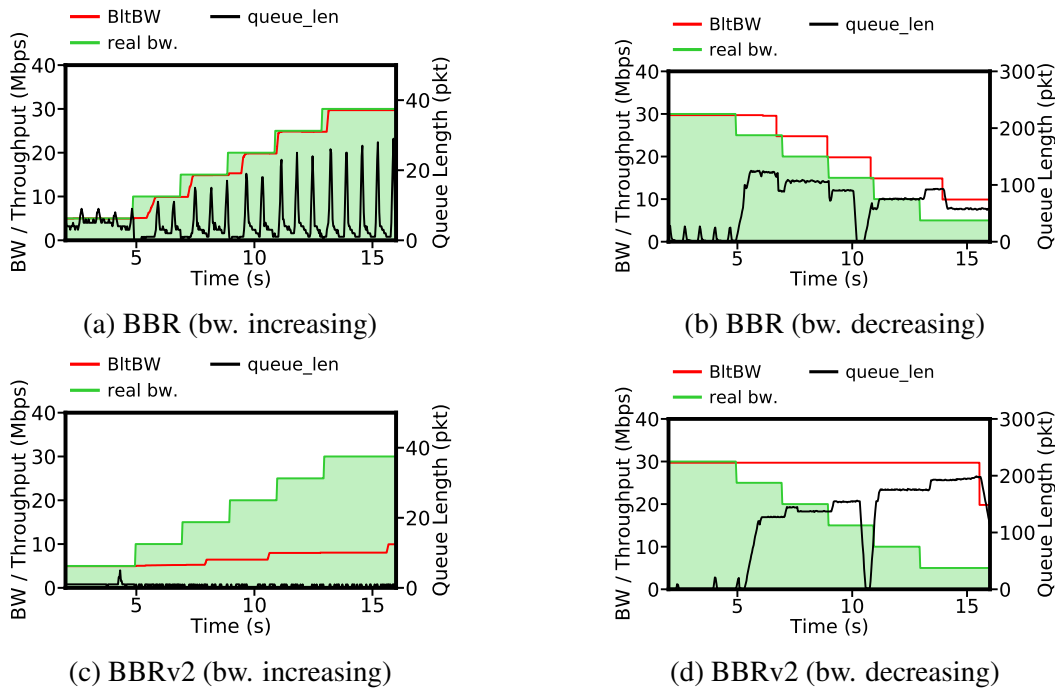 BltBW queue_len
real bw.
BW / Throughput (Mbps)
40
30
20
10
0
5 10 15
Time (s)
40
20
0
Queue Length (pkt)
(a) BBR (bw. increasing)
BltBW queue_len
real bw.
BW / Throughput (Mbps)
40
30
20
10
0
5 10 15
Time (s)
300
200
100
0
Queue Length (pkt)
(b) BBR (bw. decreasing)
BltBW queue_len
real bw.
BW / Throughput (Mbps)
40
30
20
10
0
5 10 15
Time (s)
40
20
0
Queue Length (pkt)
(c) BBRv2 (bw. increasing)
BltBW queue_len
real bw.
BW / Throughput (Mbps)
40
30
20
10
0
5 10 15
Time (s)
300
200
100
0
Queue Length (pkt)
(d) BBRv2 (bw. decreasing)